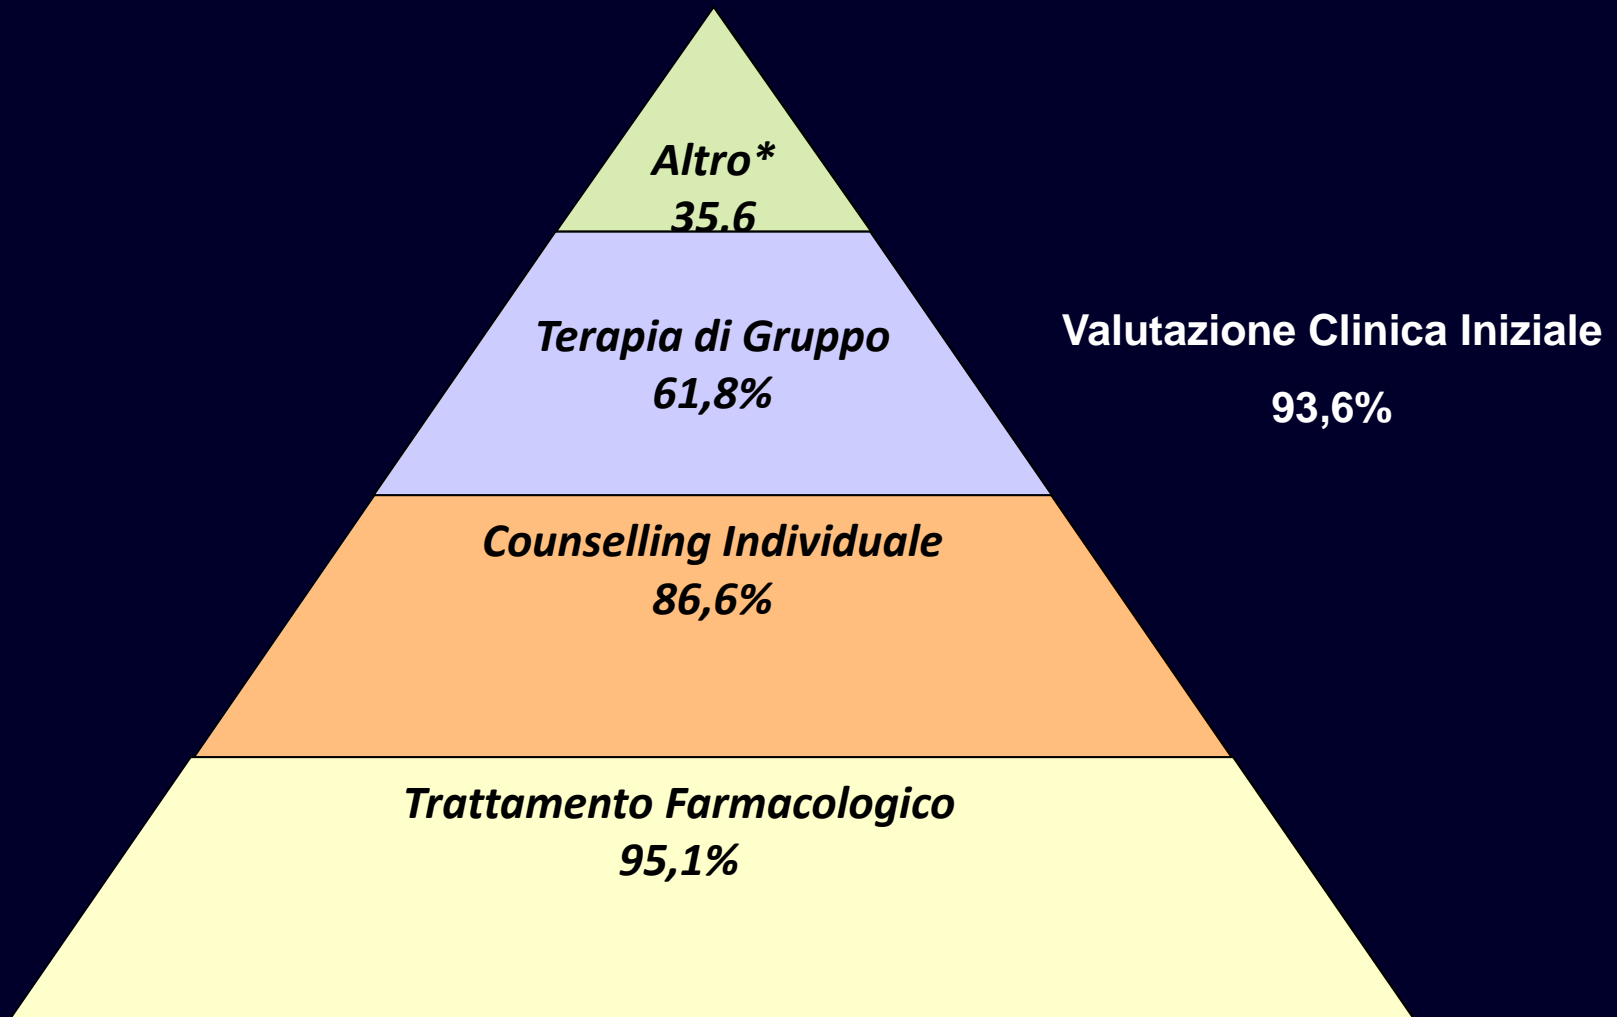 Altro*
35,6
Terapia di Gruppo
61,8%
Valutazione Clinica Iniziale
93,6%
Counselling Individuale
86,6%
Trattamento Farmacologico
95,1%